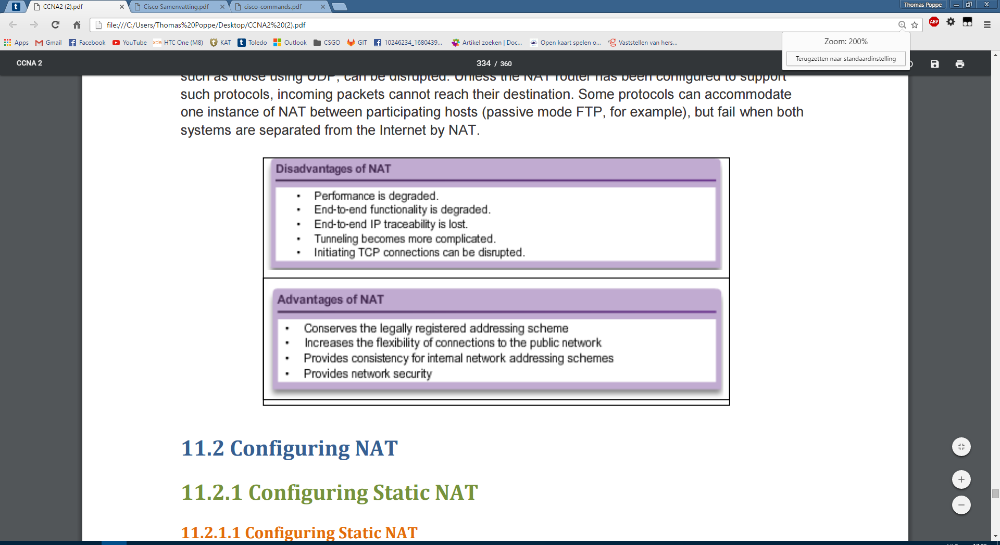 CCNA2 (2).pdf
Cisco Samenvatting.pdf
cisco-commands.pdf
Thomas Poppe
file:///C:/Users/Thomas%20Poppe/Desktop/CCNA2%20(2).pdf
ABP
Apps
Gmail
Facebook
YouTube
xda HTC One (M8)
KAT
t Toledo
Outlook
CSGO
GIT
10246234_1680439...
Artikel zoeken | Doc...
MC Open kaart spelen o...
Vaststellen van hers...
Zoom: 200%
Terugzetten naar standaardinstelling
CCNA 2
334 / 360
such as those using UDP, can be disrupted. Unless the NAT router has been configured to support
such protocols, incoming packets cannot reach their destination. Some protocols can accommodate
one instance of NAT between participating hosts (passive mode FTP, for example), but fail when both
systems are separated from the Internet by NAT.
Disadvantages of NAT
• Performance is degraded.
• End-to-end functionality is degraded.
• End-to-end IP traceability is lost.
• Tunneling becomes more complicated.
• Initiating TCP connections can be disrupted.
Advantages of NAT
• Conserves the legally registered addressing scheme
• Increases the flexibility of connections to the public network
• Provides consistency for internal network addressing schemes
• Provides network security
11.2 Configuring NAT
11.2.1 Configuring Static NAT
11.2.1.1 Configuring Static NAT